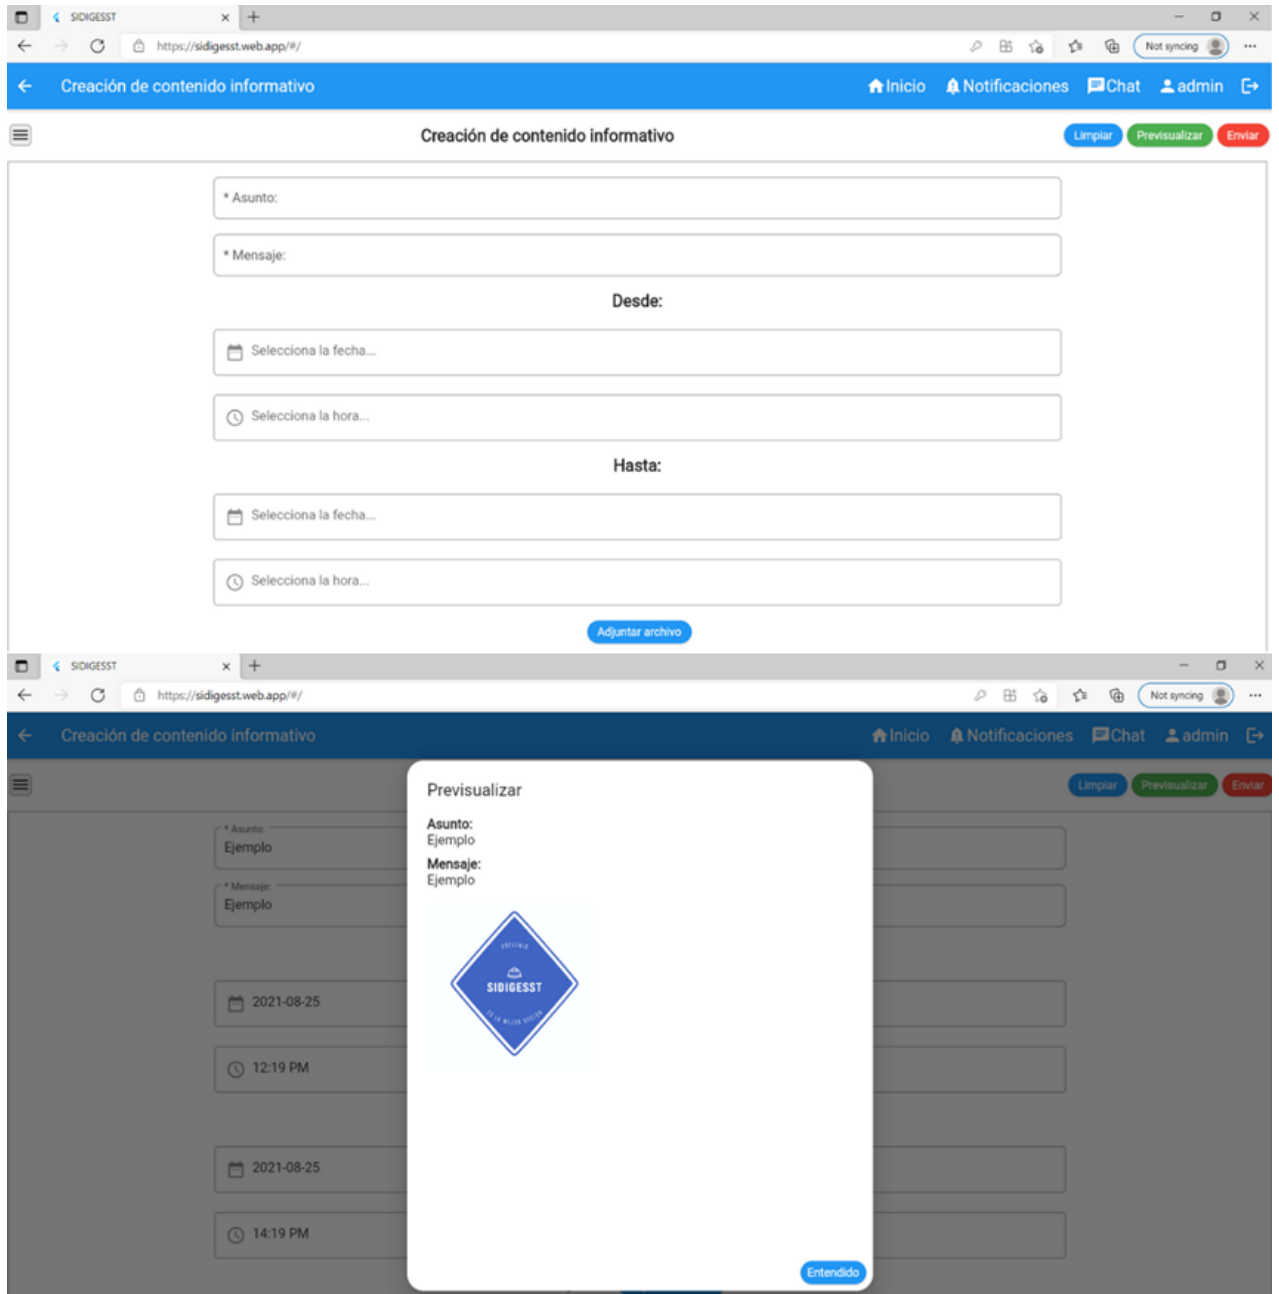 SIDIGESST
https://sidigesst.web.app/#/
Not syncing
Creación de contenido informativo
Inicio Notificaciones Chat admin
Creación de contenido informativo
Limpiar Previsualizar Enviar
* Asunto:
* Mensaje:
Desde:
Selecciona la fecha...
Selecciona la hora...
Hasta:
Selecciona la fecha...
Selecciona la hora...
Adjuntar archivo
SIDIGESST
https://sidigesst.web.app/#/
Not syncing
Creación de contenido informativo
Inicio Notificaciones Chat admin
Limpiar Previsualizar Enviar
* Asunto:
Ejemplo
* Mensaje:
Ejemplo
2021-08-25
12:19 PM
2021-08-25
14:19 PM
Previsualizar
Asunto:
Ejemplo
Mensaje:
Ejemplo
SIDIGESST
Entendido